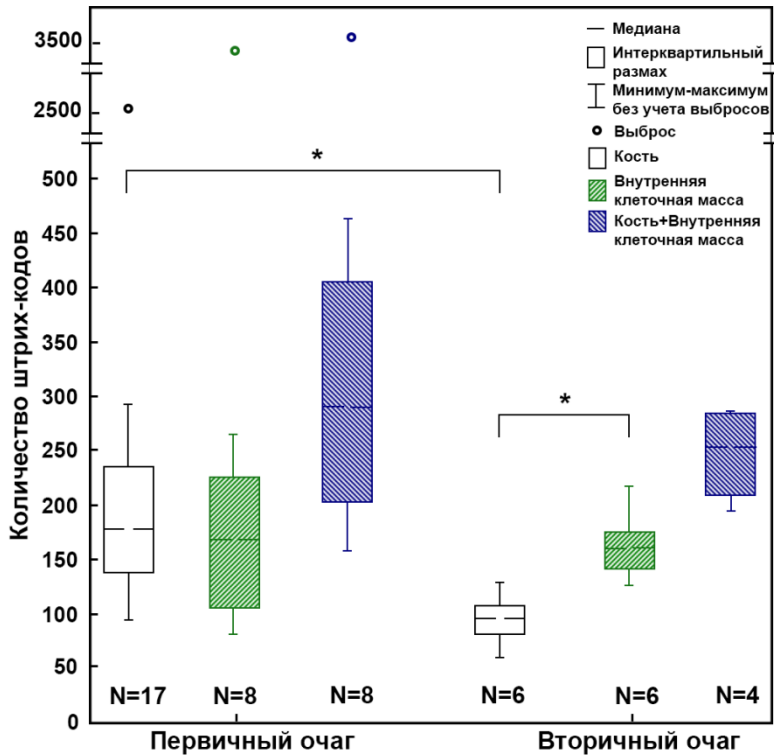 3500
2500
500
450
400
350
300
250
200
150
100
50
0
Количество штрих-кодов
Медиана
Интерквартильный
размах
Минимум-максимум
без учета выбросов
Выброс
Кость
Внутренняя
клеточная масса
Кость+Внутренняя
клеточная масса
*
*
N=17 N=8 N=8 N=6 N=6 N=4
Первичный очаг Вторичный очаг